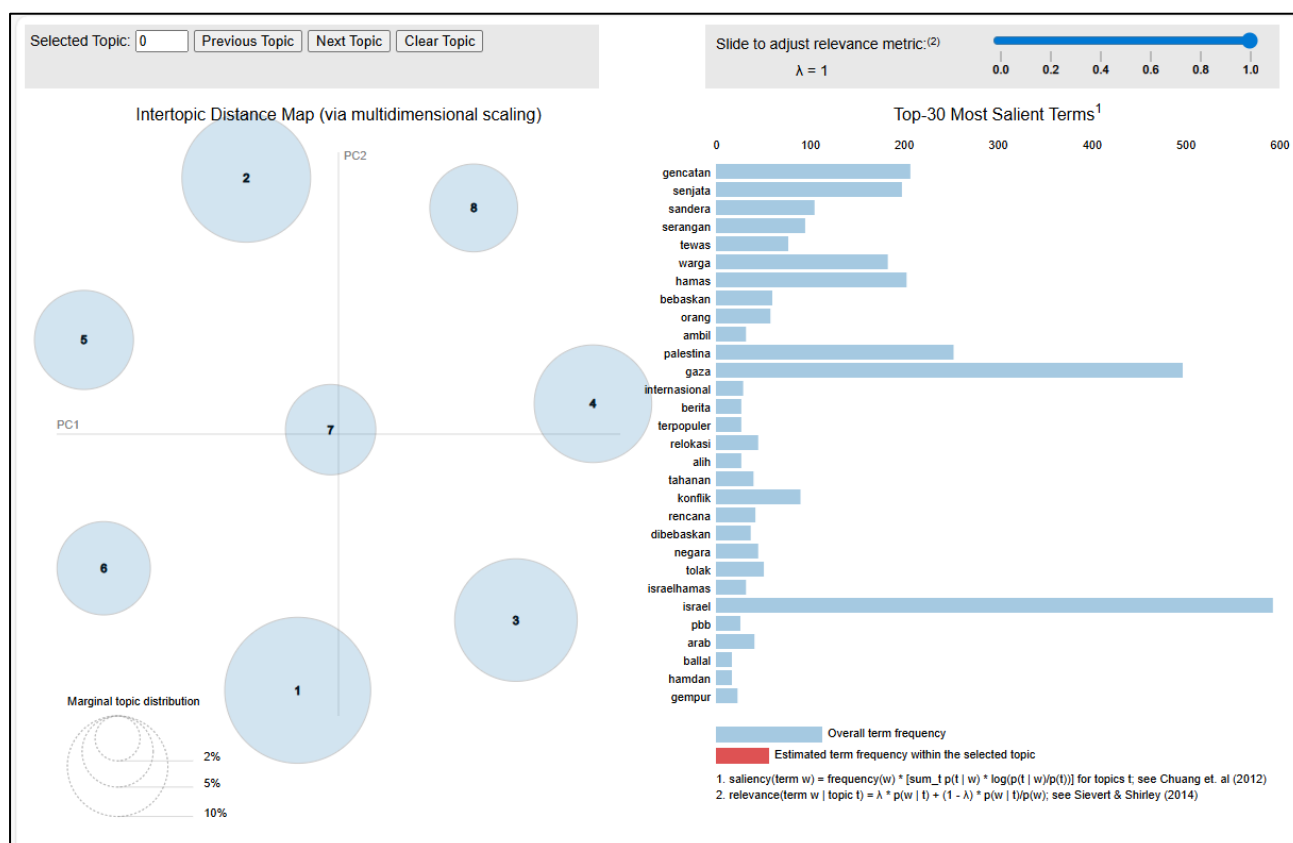 Selected Topic: 0 Previous Topic Next Topic Clear Topic
Slide to adjust relevance metric:(2)
λ = 1
0.0 0.2 0.4 0.6 0.8 1.0
Intertopic Distance Map (via multidimensional scaling)
PC2
PC1
2
8
5
4
7
6
3
1
Marginal topic distribution
2%
5%
10%
Top-30 Most Salient Terms1
0 100 200 300 400 500 600
gencatan
senjata
sandera
serangan
tewas
warga
hamas
bebaskan
orang
ambil
palestina
gaza
internasional
berita
terpopuler
relokasi
alih
tahanan
konflik
rencana
dibebaskan
negara
tolak
israelhamas
israel
pbb
arab
ballal
hamdan
gempur
Overall term frequency
Estimated term frequency within the selected topic
1. saliency(term w) = frequency(w) * [sum_t p(t | w) * log(p(t | w)/p(t))] for topics t; see Chuang et. al (2012)
2. relevance(term w | topic t) = λ * p(w | t) + (1 - λ) * p(w | t)/p(w); see Sievert & Shirley (2014)